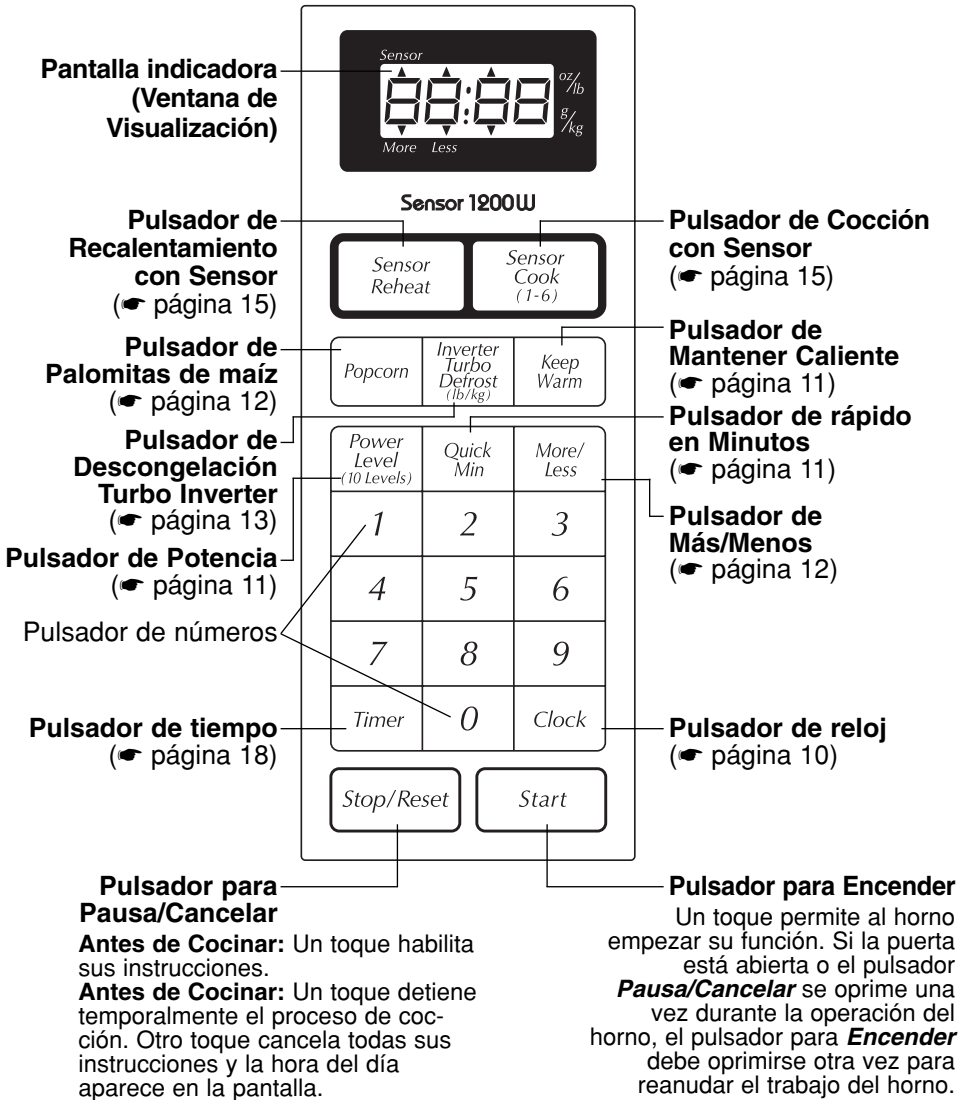 Sensor
88:88
oz/lb
g/kg
More Less
Pantalla indicadora
(Ventana de
Visualización)
Sensor 1200W
Pulsador de
Recalentamiento
con Sensor
(☛ página 15)
Sensor
Reheat
Sensor
Cook
(1-6)
Pulsador de Cocción
con Sensor
(☛ página 15)
Pulsador de
Palomitas de maíz
(☛ página 12)
Popcorn
Inverter
Turbo
Defrost
(lb/kg)
Keep
Warm
Pulsador de
Mantener Caliente
(☛ página 11)
Pulsador de
Descongelación
Turbo Inverter
(☛ página 13)
Power
Level
(10 Levels)
Quick
Min
More/
Less
Pulsador de rápido
en Minutos
(☛ página 11)
Pulsador de Potencia
(☛ página 11)
1 2 3
Pulsador de
Más/Menos
(☛ página 12)
4 5 6
Pulsador de números
7 8 9
Pulsador de tiempo
(☛ página 18)
Timer 0 Clock
Pulsador de reloj
(☛ página 10)
Stop/Reset
Start
Pulsador para
Pausa/Cancelar
Antes de Cocinar: Un toque habilita
sus instrucciones.
Antes de Cocinar: Un toque detiene
temporalmente el proceso de coc-
ción. Otro toque cancela todas sus
instrucciones y la hora del día
aparece en la pantalla.
Pulsador para Encender
Un toque permite al horno
empezar su función. Si la puerta
está abierta o el pulsador
Pausa/Cancelar se oprime una
vez durante la operación del
horno, el pulsador para Encender
debe oprimirse otra vez para
reanudar el trabajo del horno.